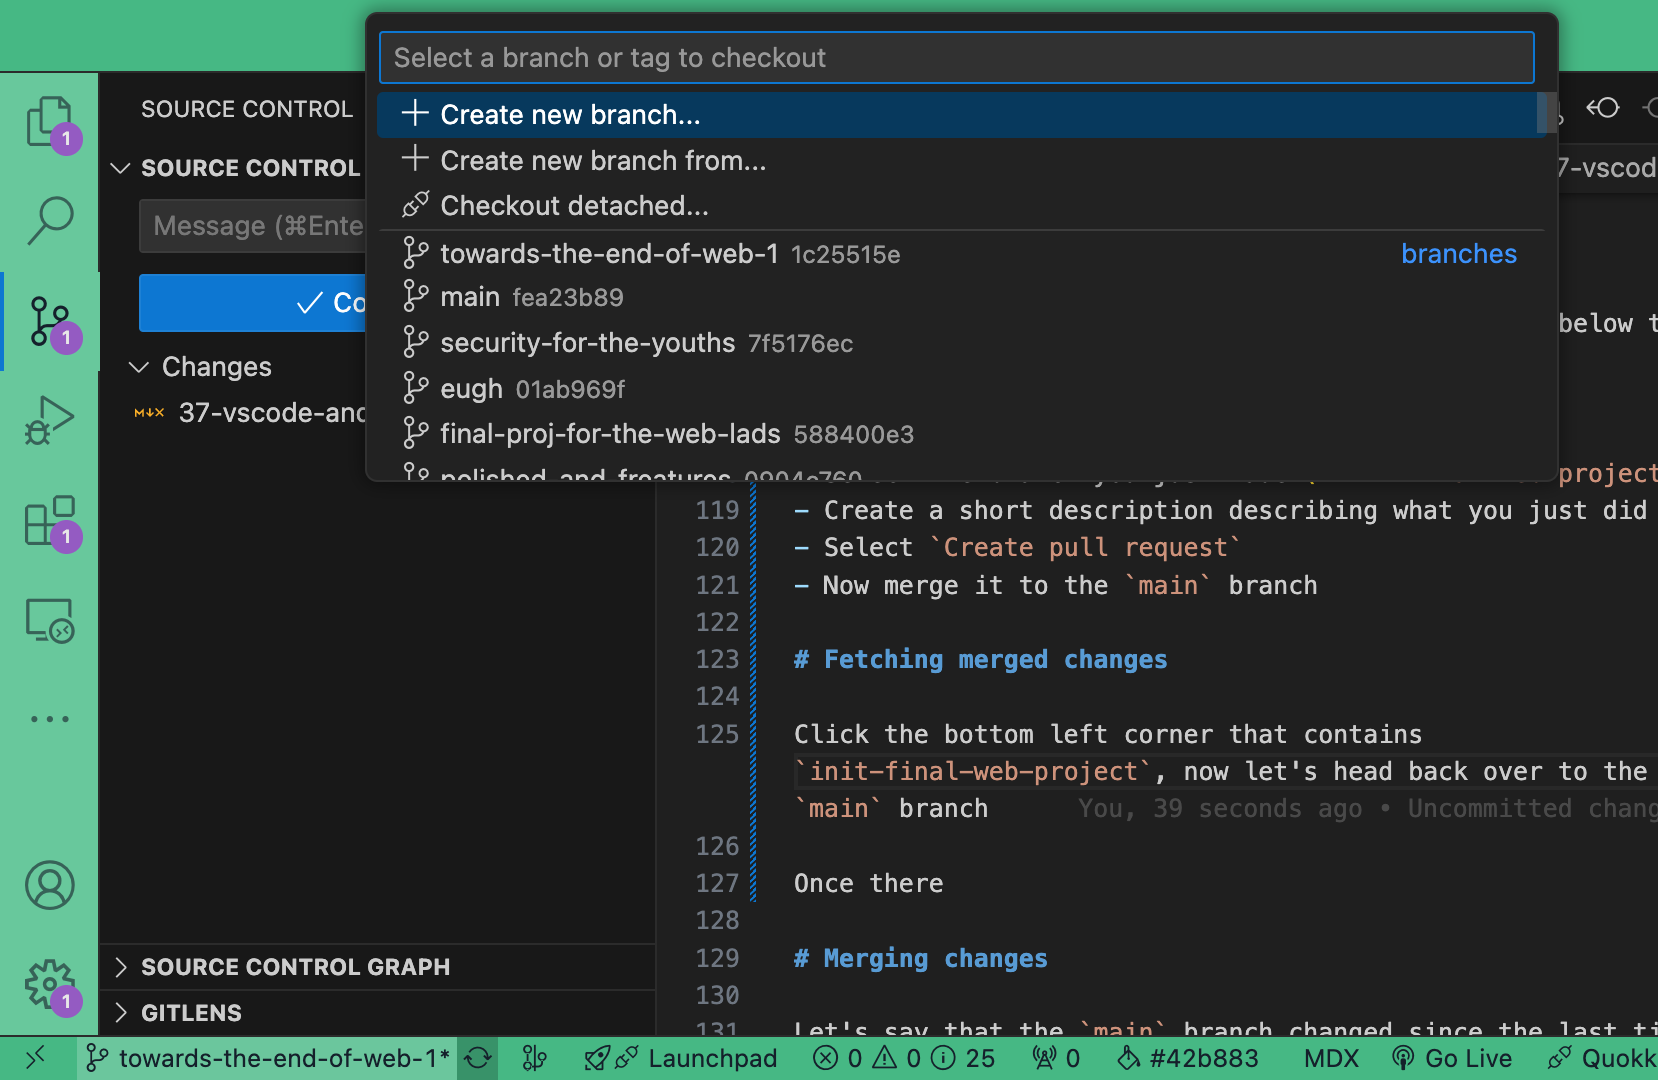 Select a branch or tag to checkout
Create new branch...
Create new branch from...
Checkout detached...
towards-the-end-of-web-1 1c25515e branches
main fea23b89
security-for-the-youths 7f5176ec
eugh 01ab969f
final-proj-for-the-web-lads 588400e3
polished-and-freatures
SOURCE CONTROL
SOURCE CONTROL
Message (⌘Ente
Co
Changes
37-vscode-and
SOURCE CONTROL GRAPH
GITLENS
1
1
1
1
7-vscod
below t
project
119 - Create a short description describing what you just did
120 - Select `Create pull request`
121 - Now merge it to the `main` branch
122
123 # Fetching merged changes
124
125 Click the bottom left corner that contains
`init-final-web-project`, now let's head back over to the
`main` branch You, 39 seconds ago • Uncommitted chang
126
127 Once there
128
129 # Merging changes
130
131 Let's say that the `main` branch changed since the last ti
towards-the-end-of-web-1* Launchpad 0 0 25 0 #42b883 MDX Go Live Quokk